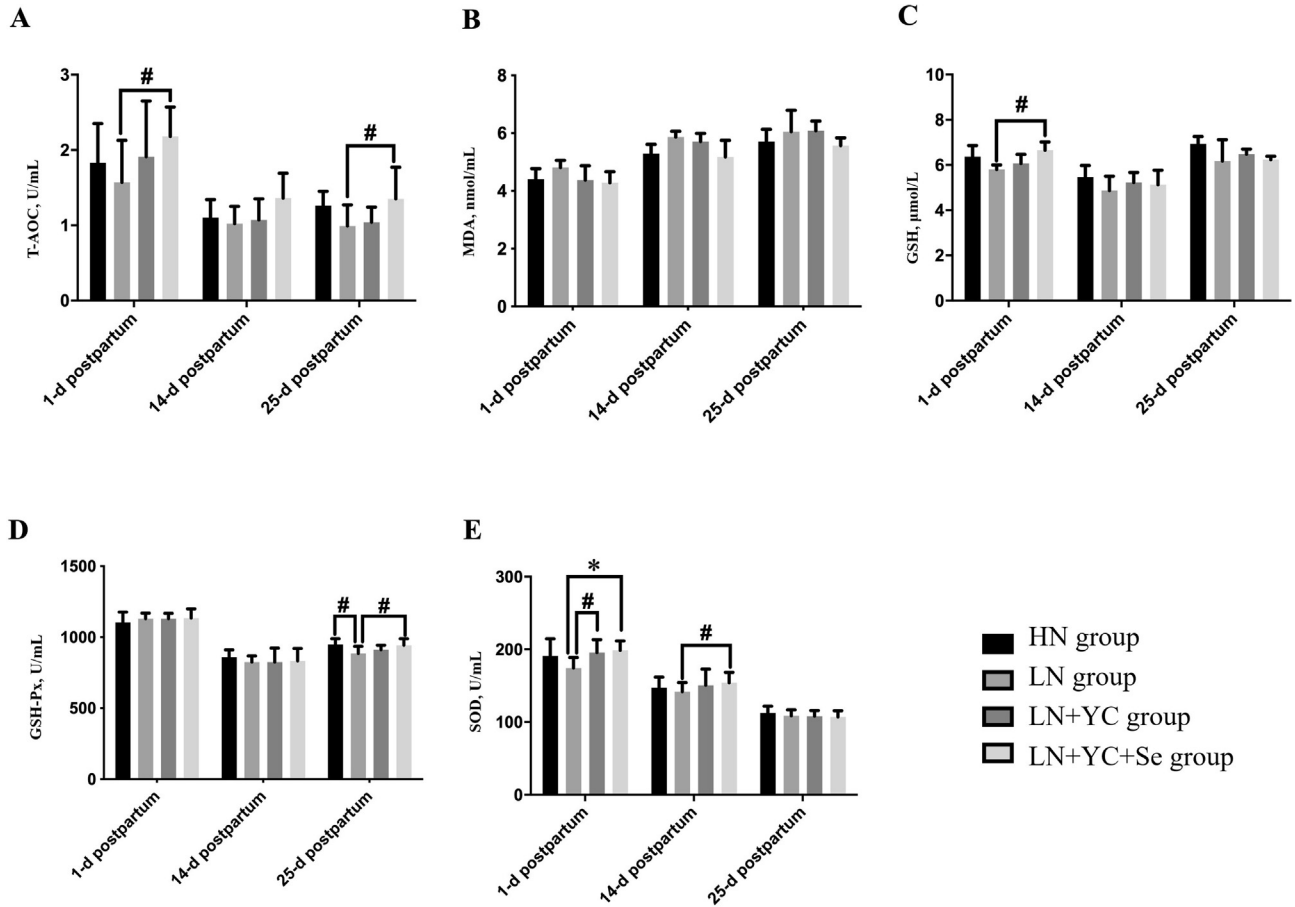 A
T-AOC, U/mL
3
2
1
0
#
#
1-d postpartum
14-d postpartum
25-d postpartum
B
MDA, nmol/mL
8
6
4
2
0
1-d postpartum
14-d postpartum
25-d postpartum
C
GSH, μmol/L
10
8
6
4
2
0
#
1-d postpartum
14-d postpartum
25-d postpartum
D
GSH-Px, U/mL
1500
1000
500
0
#
#
1-d postpartum
14-d postpartum
25-d postpartum
E
SOD, U/mL
300
200
100
0
*
#
#
1-d postpartum
14-d postpartum
25-d postpartum
HN group
LN group
LN+YC group
LN+YC+Se group